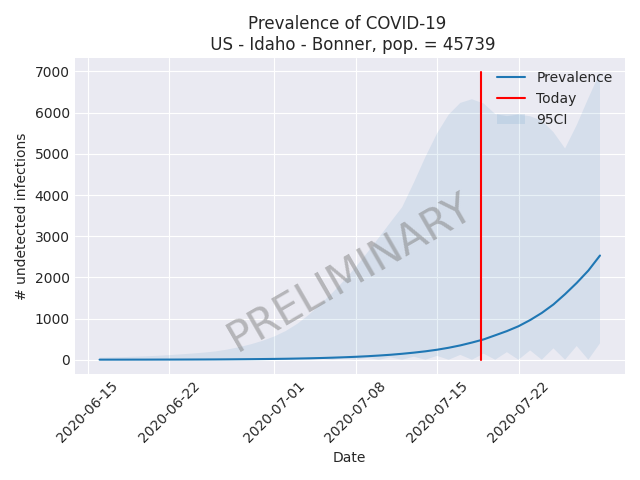 Prevalence of COVID-19
US - Idaho - Bonner, pop. = 45739
7000
6000
5000
4000
3000
2000
1000
0
# undetected infections
Prevalence
Today
95CI
PRELIMINARY
2020-06-15
2020-06-22
2020-07-01
2020-07-08
2020-07-15
2020-07-22
Date